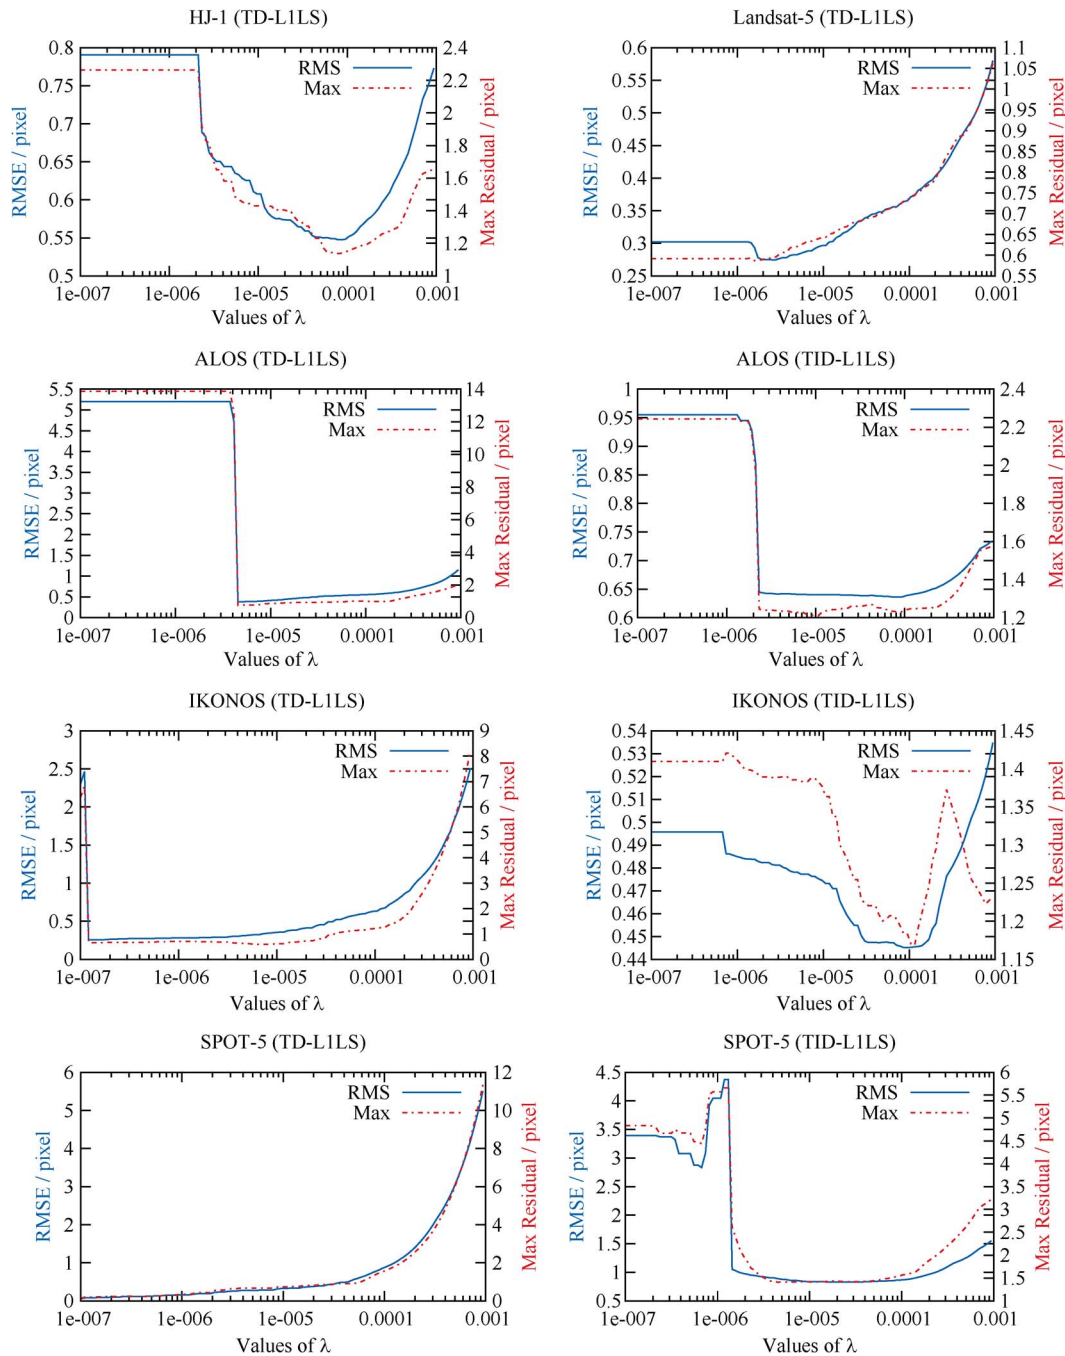 HJ-1 (TD-L1LS)
0.8
0.75
0.7
0.65
0.6
0.55
0.5
RMSE / pixel
RMS
Max
2.4
2.2
2
1.8
1.6
1.4
1.2
1
Max Residual / pixel
1e-007 1e-006 1e-005 0.0001 0.001
Values of λ
Landsat-5 (TD-L1LS)
0.6
0.55
0.5
0.45
0.4
0.35
0.3
0.25
RMSE / pixel
RMS
Max
1.1
1.05
1
0.95
0.9
0.85
0.8
0.75
0.7
0.65
0.6
0.55
Max Residual / pixel
1e-007 1e-006 1e-005 0.0001 0.001
Values of λ
ALOS (TD-L1LS)
5.5
5
4.5
4
3.5
3
2.5
2
1.5
1
0.5
0
RMSE / pixel
RMS
Max
14
12
10
8
6
4
2
0
Max Residual / pixel
1e-007 1e-006 1e-005 0.0001 0.001
Values of λ
ALOS (TID-L1LS)
1
0.95
0.9
0.85
0.8
0.75
0.7
0.65
0.6
RMSE / pixel
RMS
Max
2.4
2.2
2
1.8
1.6
1.4
1.2
Max Residual / pixel
1e-007 1e-006 1e-005 0.0001 0.001
Values of λ
IKONOS (TD-L1LS)
3
2.5
2
1.5
1
0.5
0
RMSE / pixel
RMS
Max
9
8
7
6
5
4
3
2
1
0
Max Residual / pixel
1e-007 1e-006 1e-005 0.0001 0.001
Values of λ
IKONOS (TID-L1LS)
0.54
0.53
0.52
0.51
0.5
0.49
0.48
0.47
0.46
0.45
0.44
RMSE / pixel
RMS
Max
1.45
1.4
1.35
1.3
1.25
1.2
1.15
Max Residual / pixel
1e-007 1e-006 1e-005 0.0001 0.001
Values of λ
SPOT-5 (TD-L1LS)
6
5
4
3
2
1
0
RMSE / pixel
RMS
Max
12
10
8
6
4
2
0
Max Residual / pixel
1e-007 1e-006 1e-005 0.0001 0.001
Values of λ
SPOT-5 (TID-L1LS)
4.5
4
3.5
3
2.5
2
1.5
1
0.5
RMSE / pixel
RMS
Max
6
5.5
5
4.5
4
3.5
3
2.5
2
1.5
1
Max Residual / pixel
1e-007 1e-006 1e-005 0.0001 0.001
Values of λ